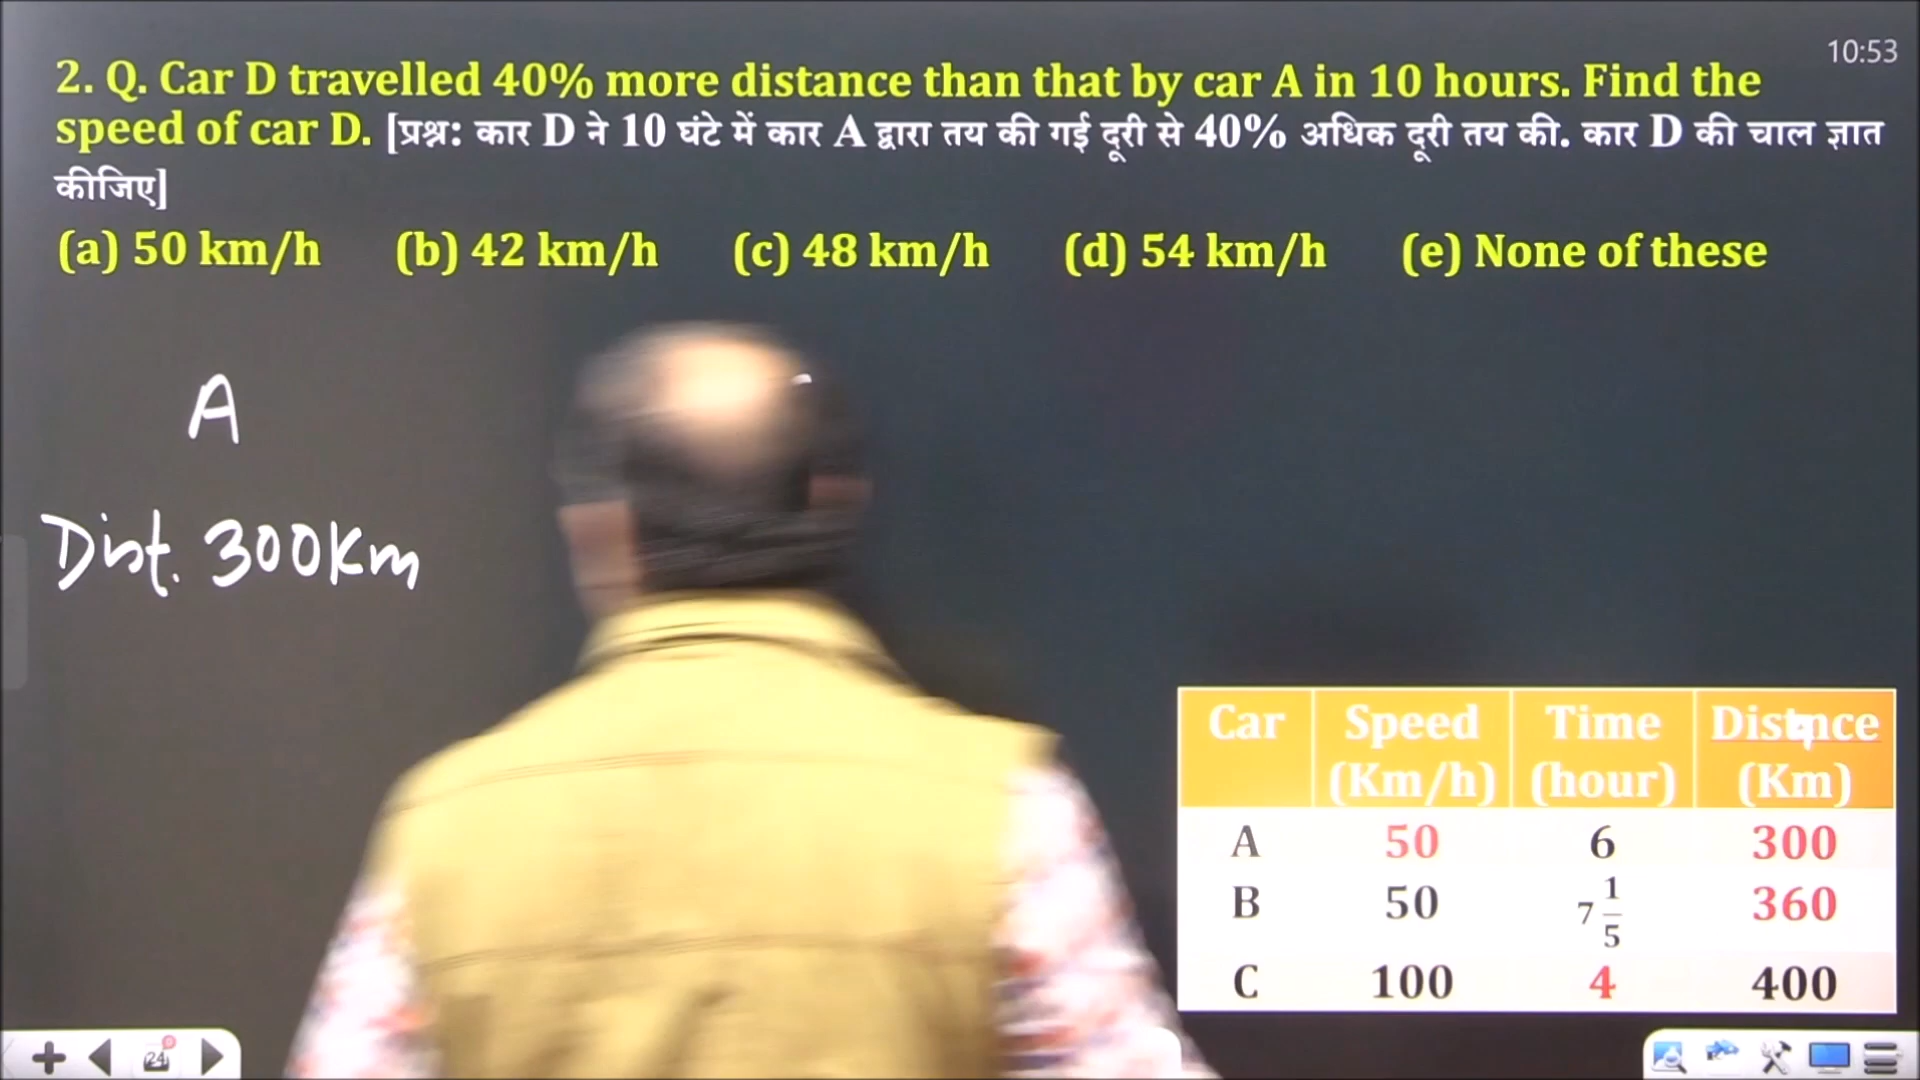 10:53
2. Q. Car D travelled 40% more distance than that by car A in 10 hours. Find the
speed of car D. [प्रश्न: कार D ने 10 घंटे में कार A द्वारा तय की गई दूरी से 40% अधिक दूरी तय की. कार D की चाल ज्ञात
कीजिए]
(a) 50 km/h (b) 42 km/h (c) 48 km/h (d) 54 km/h (e) None of these
A
Dist. 300Km
Car Speed (Km/h) Time (hour) Distance (Km)
A 50 6 300
B 50 7 1/5 360
C 100 4 400
24